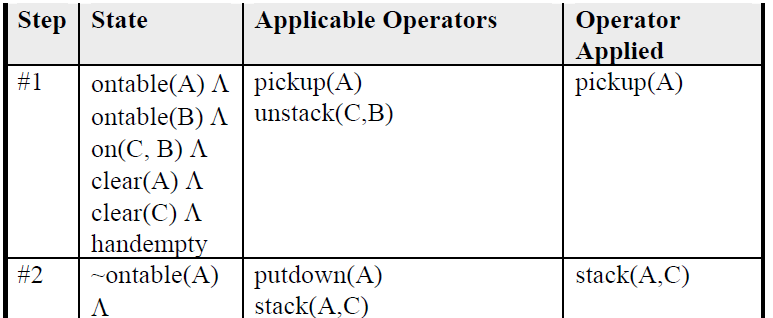 Step State Applicable Operators Operator
Applied
#1 ontable(A) Λ pickup(A) pickup(A)
ontable(B) Λ unstack(C,B)
on(C, B) Λ
clear(A) Λ
clear(C) Λ
handempty
#2 ~ontable(A) putdown(A) stack(A,C)
Λ stack(A,C)